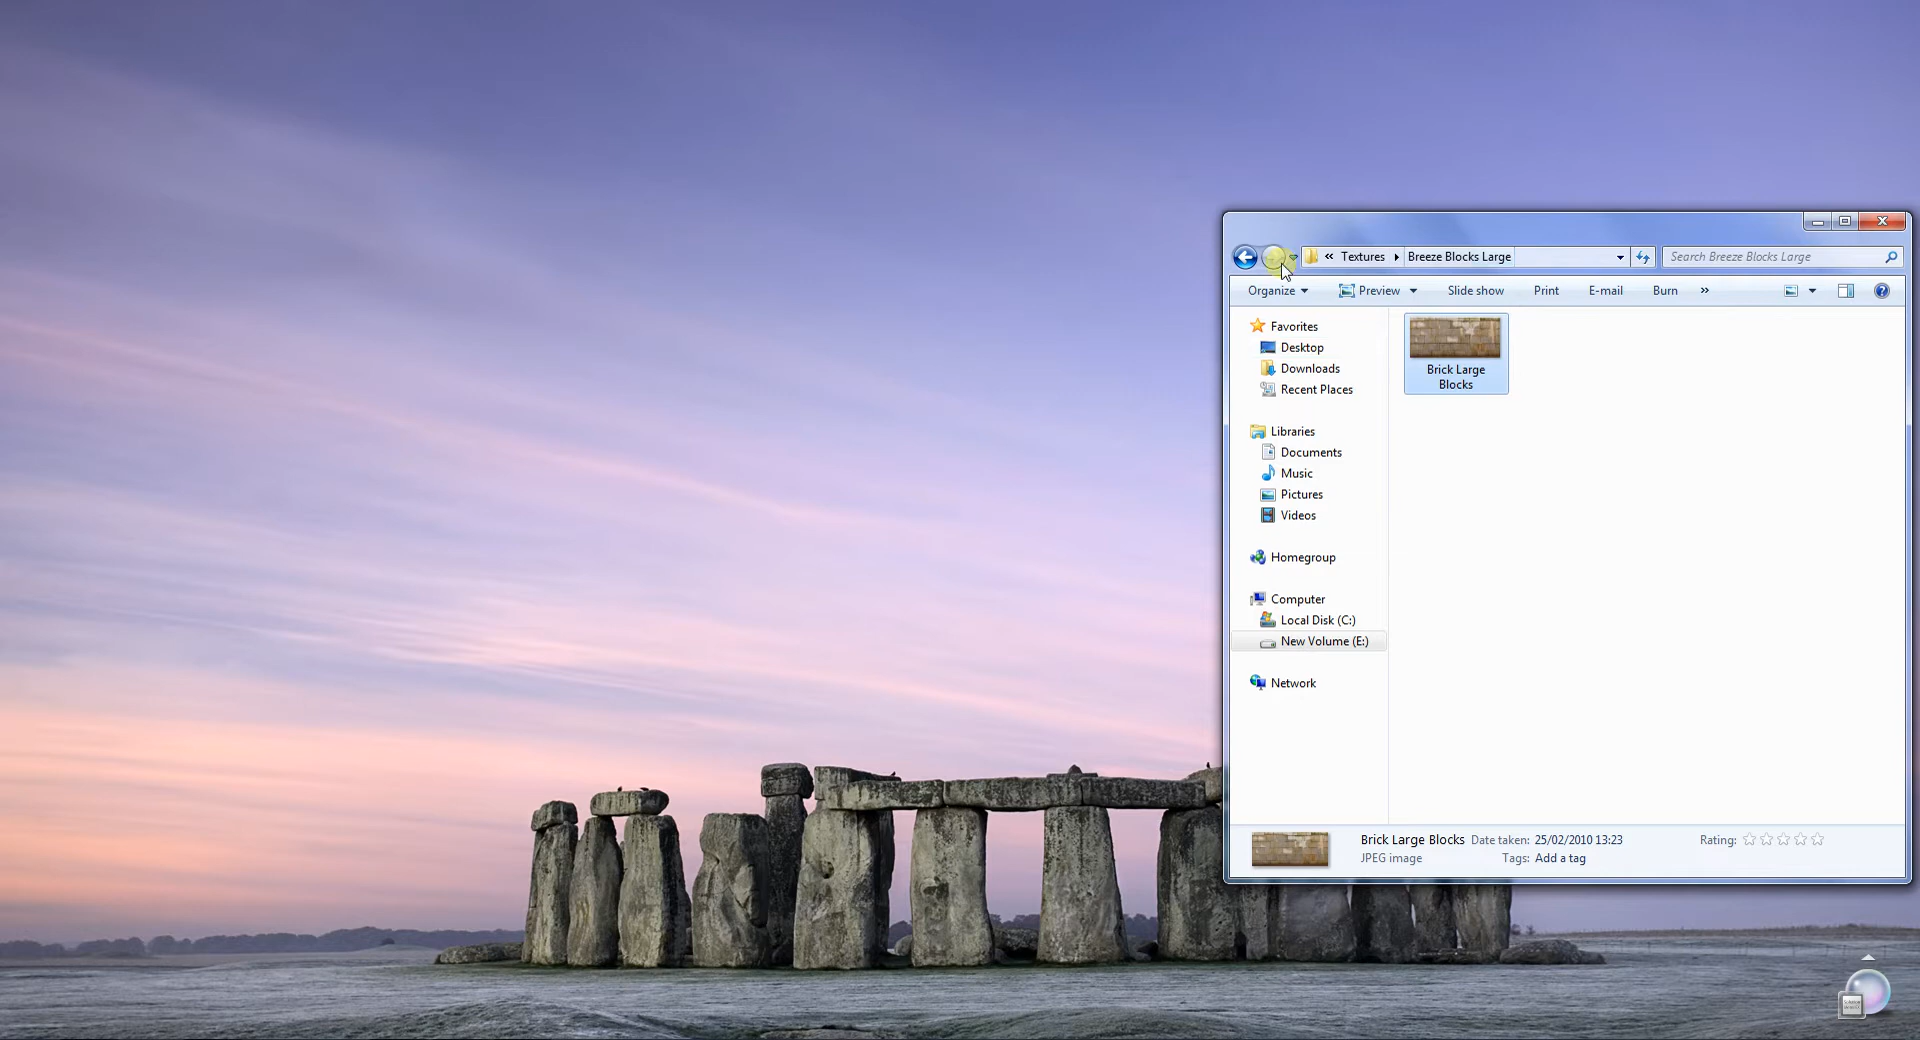 « Textures Breeze Blocks Large
Search Breeze Blocks Large
Organize Preview Slide show Print E-mail Burn »
Favorites
Desktop
Downloads
Recent Places
Libraries
Documents
Music
Pictures
Videos
Homegroup
Computer
Local Disk (C:)
New Volume (E:)
Network
Brick Large
Blocks
Brick Large Blocks Date taken: 25/02/2010 13:23 Rating:
JPEG image Tags: Add a tag